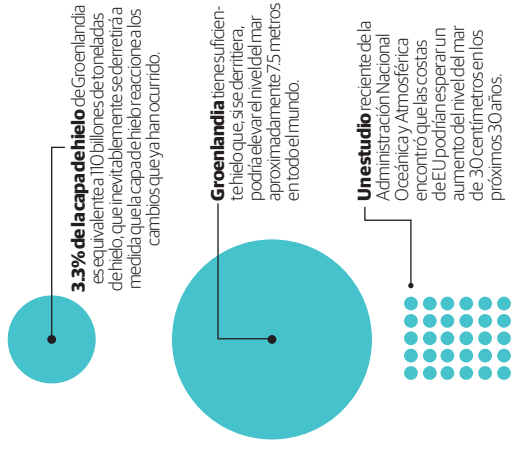 3.3% de la capa de hielo de Groenlandia
es equivalente a 110 billones de toneladas
de hielo, que inevitablemente se derretirá a
medida que la capa de hielo reaccione a los
cambios que ya han ocurrido.
Groenlandia tiene suficien-
te hielo que, si se derritiera,
podría elevar el nivel del mar
aproximadamente 7.5 metros
en todo el mundo.
Un estudio reciente de la
Administración Nacional
Oceánica y Atmosférica
encontró que las costas
de EU podrían esperar un
aumento del nivel del mar
de 30 centímetros en los
próximos 30 años.